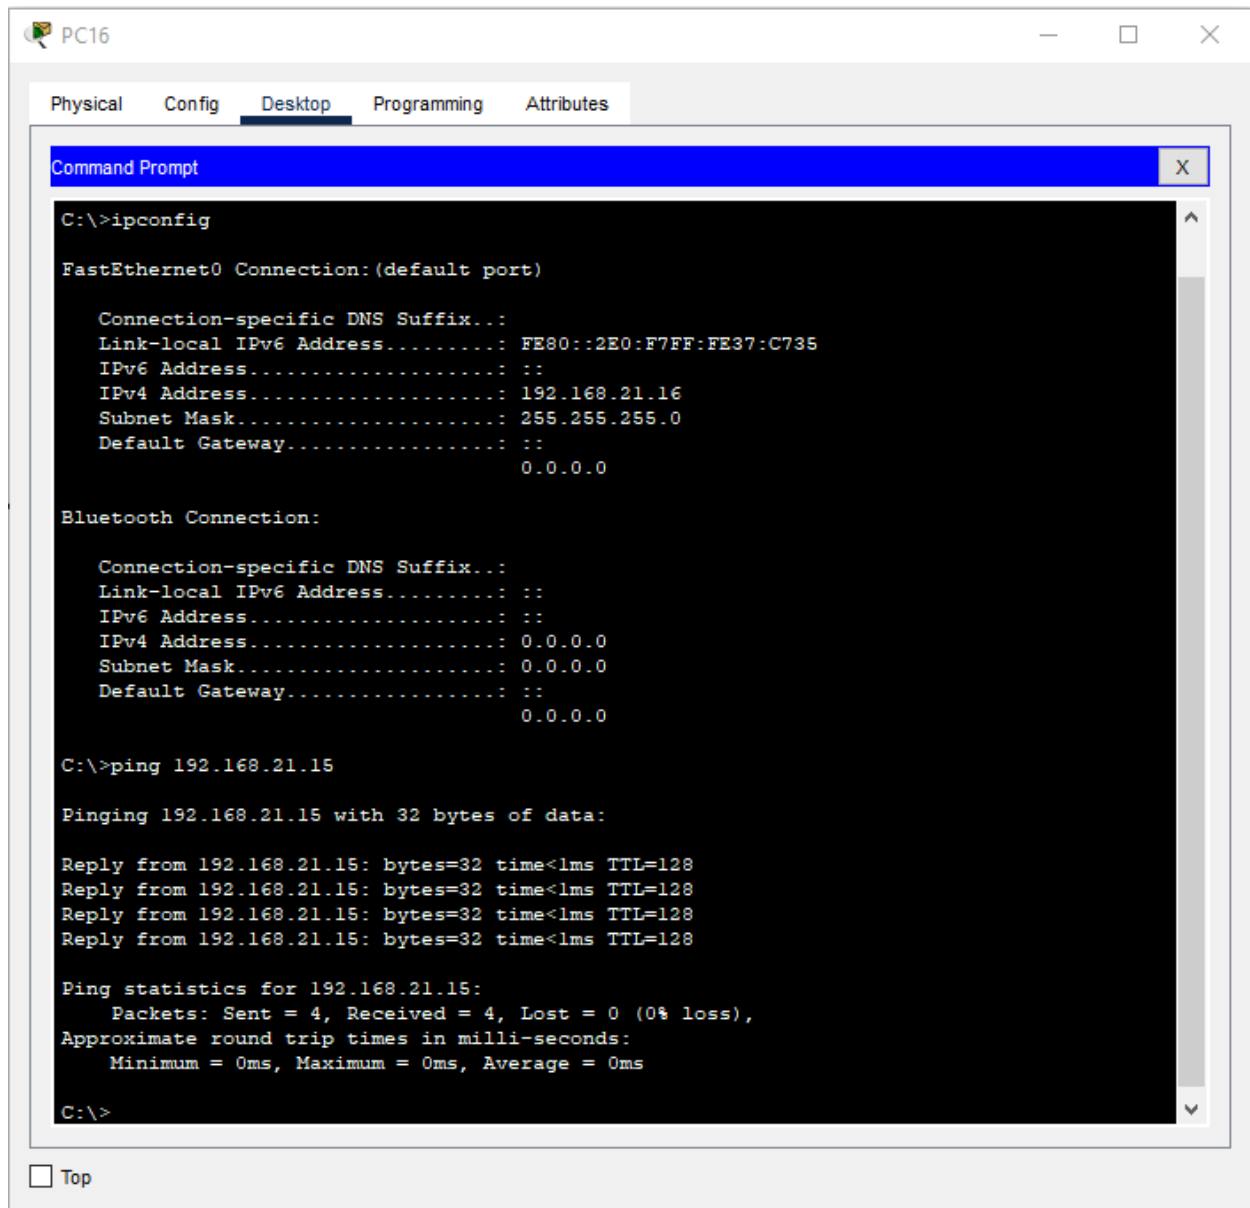 PC16
Physical Config Desktop Programming Attributes
Command Prompt
X
C:\>ipconfig
FastEthernet0 Connection:(default port)
Connection-specific DNS Suffix..:
Link-local IPv6 Address.........: FE80::2E0:F7FF:FE37:C735
IPv6 Address....................: ::
IPv4 Address....................: 192.168.21.16
Subnet Mask.....................: 255.255.255.0
Default Gateway.................: ::
0.0.0.0
Bluetooth Connection:
Connection-specific DNS Suffix..:
Link-local IPv6 Address.........: ::
IPv6 Address....................: ::
IPv4 Address....................: 0.0.0.0
Subnet Mask.....................: 0.0.0.0
Default Gateway.................: ::
0.0.0.0
C:\>ping 192.168.21.15
Pinging 192.168.21.15 with 32 bytes of data:
Reply from 192.168.21.15: bytes=32 time<1ms TTL=128
Reply from 192.168.21.15: bytes=32 time<1ms TTL=128
Reply from 192.168.21.15: bytes=32 time<1ms TTL=128
Reply from 192.168.21.15: bytes=32 time<1ms TTL=128
Ping statistics for 192.168.21.15:
Packets: Sent = 4, Received = 4, Lost = 0 (0% loss),
Approximate round trip times in milli-seconds:
Minimum = 0ms, Maximum = 0ms, Average = 0ms
C:\>
Top